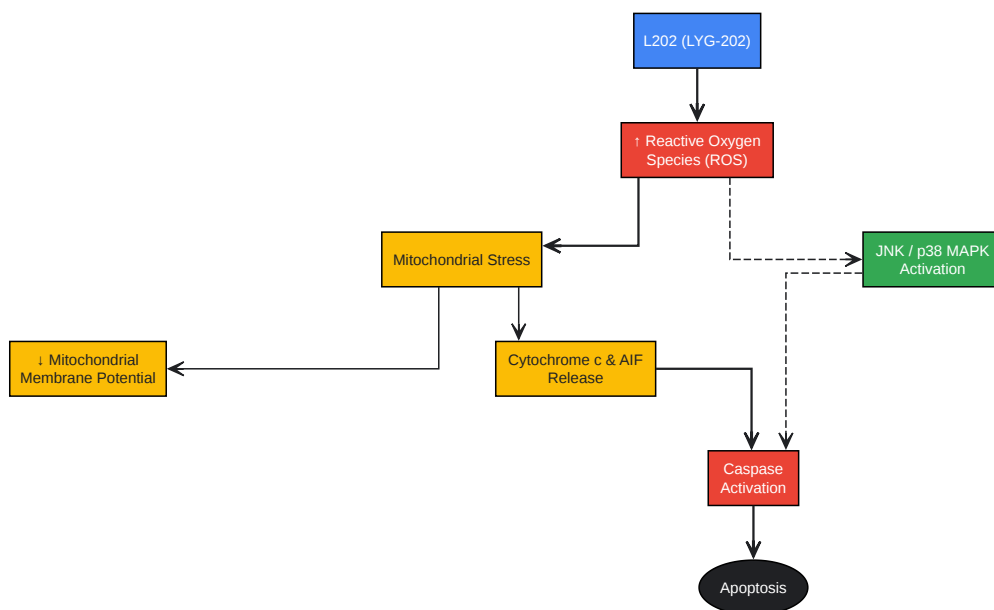 L202 (LYG-202)
↑ Reactive Oxygen
Species (ROS)
Mitochondrial Stress
JNK / p38 MAPK
Activation
↓ Mitochondrial
Membrane Potential
Cytochrome c & AIF
Release
Caspase
Activation
Apoptosis